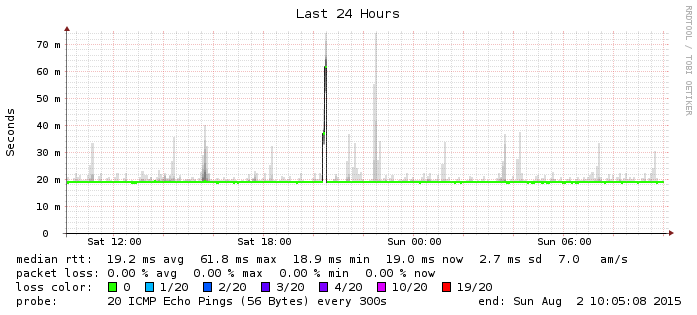 Last 24 Hours
RRDTOOL / TOBI OETIKER
Seconds
70 m
60 m
50 m
40 m
30 m
20 m
10 m
0
Sat 12:00 Sat 18:00 Sun 00:00 Sun 06:00
median rtt: 19.2 ms avg 61.8 ms max 18.9 ms min 19.0 ms now 2.7 ms sd 7.0 am/s
packet loss: 0.00 % avg 0.00 % max 0.00 % min 0.00 % now
loss color: 0 1/20 2/20 3/20 4/20 10/20 19/20
probe: 20 ICMP Echo Pings (56 Bytes) every 300s end: Sun Aug 2 10:05:08 2015